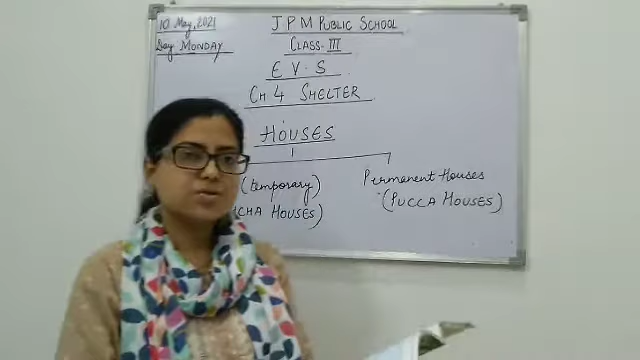 10 May, 2021
Day Monday
JPM Public School
Class III
E V S
Ch 4 Shelter
Houses
(temporary)
Houses)
Permanent Houses
(Pucca Houses)